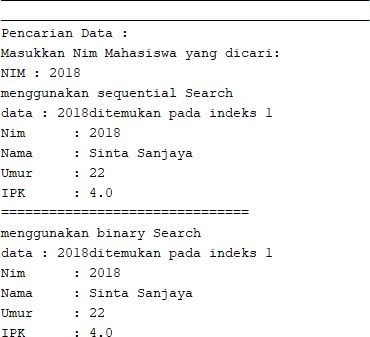 Pencarian Data :
Masukkan Nim Mahasiswa yang dicari:
NIM : 2018
menggunakan sequential Search
data : 2018ditemukan pada indeks 1
Nim : 2018
Nama : Sinta Sanjaya
Umur : 22
IPK : 4.0
===============================
menggunakan binary Search
data : 2018ditemukan pada indeks 1
Nim : 2018
Nama : Sinta Sanjaya
Umur : 22
IPK : 4.0